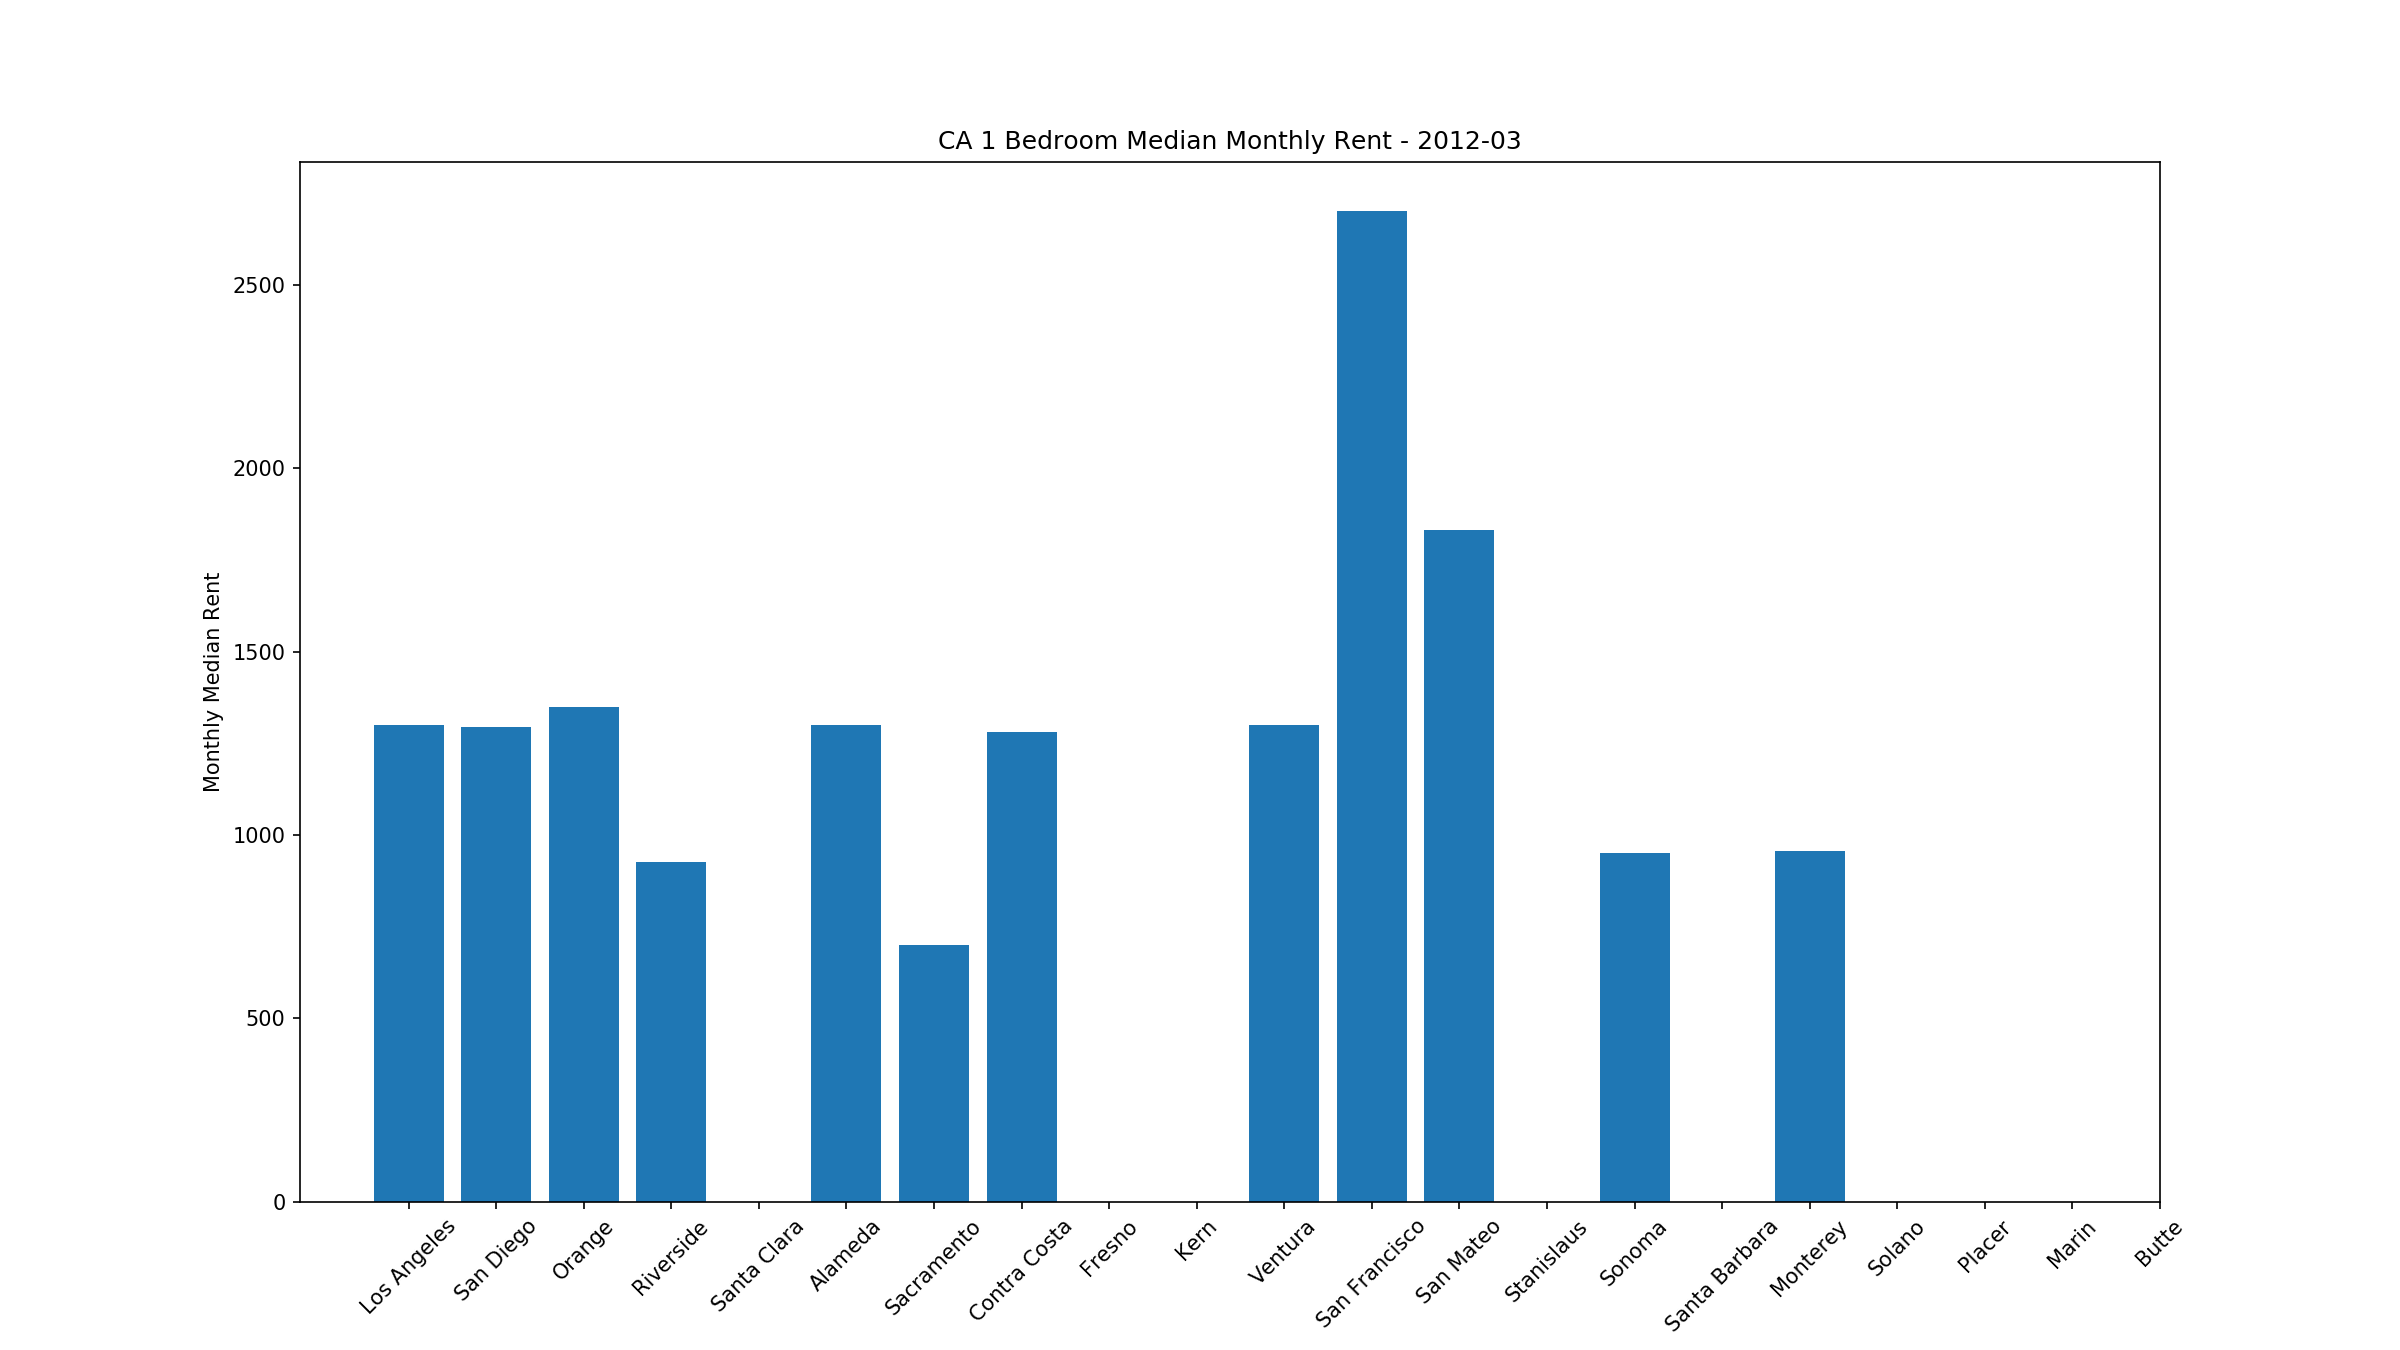 CA 1 Bedroom Median Monthly Rent - 2012-03
Monthly Median Rent
2500
2000
1500
1000
500
0
Los Angeles
San Diego
Orange
Riverside
Santa Clara
Alameda
Sacramento
Contra Costa
Fresno
Kern
Ventura
San Francisco
San Mateo
Stanislaus
Sonoma
Santa Barbara
Monterey
Solano
Placer
Marin
Butte